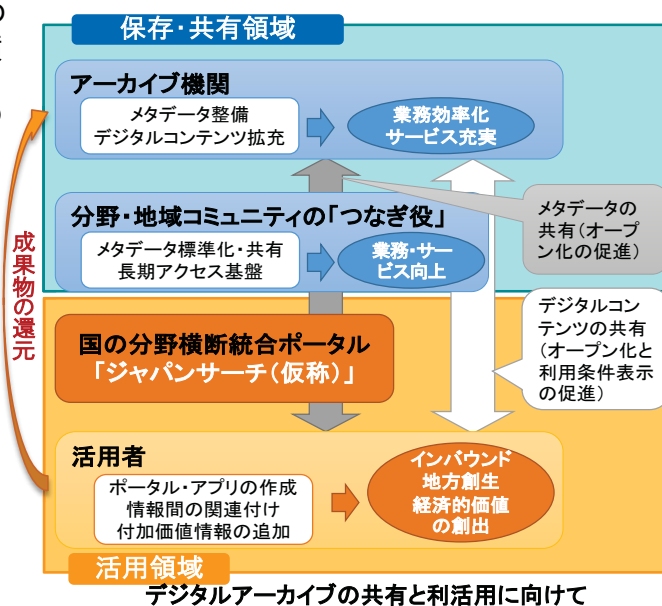 保存・共有領域
アーカイブ機関
メタデータ整備
デジタルコンテンツ拡充
業務効率化
サービス充実
分野・地域コミュニティの「つなぎ役」
メタデータ標準化・共有
長期アクセス基盤
業務・サー
ビス向上
メタデータの
共有(オープ
ン化の促進)
成果物の還元
国の分野横断統合ポータル
「ジャパンサーチ(仮称)」
デジタルコン
テンツの共有
(オープン化と
利用条件表示
の促進)
活用者
ポータル・アプリの作成
情報間の関連付け
付加価値情報の追加
インバウンド
地方創生
経済的価値
の創出
活用領域
デジタルアーカイブの共有と利活用に向けて